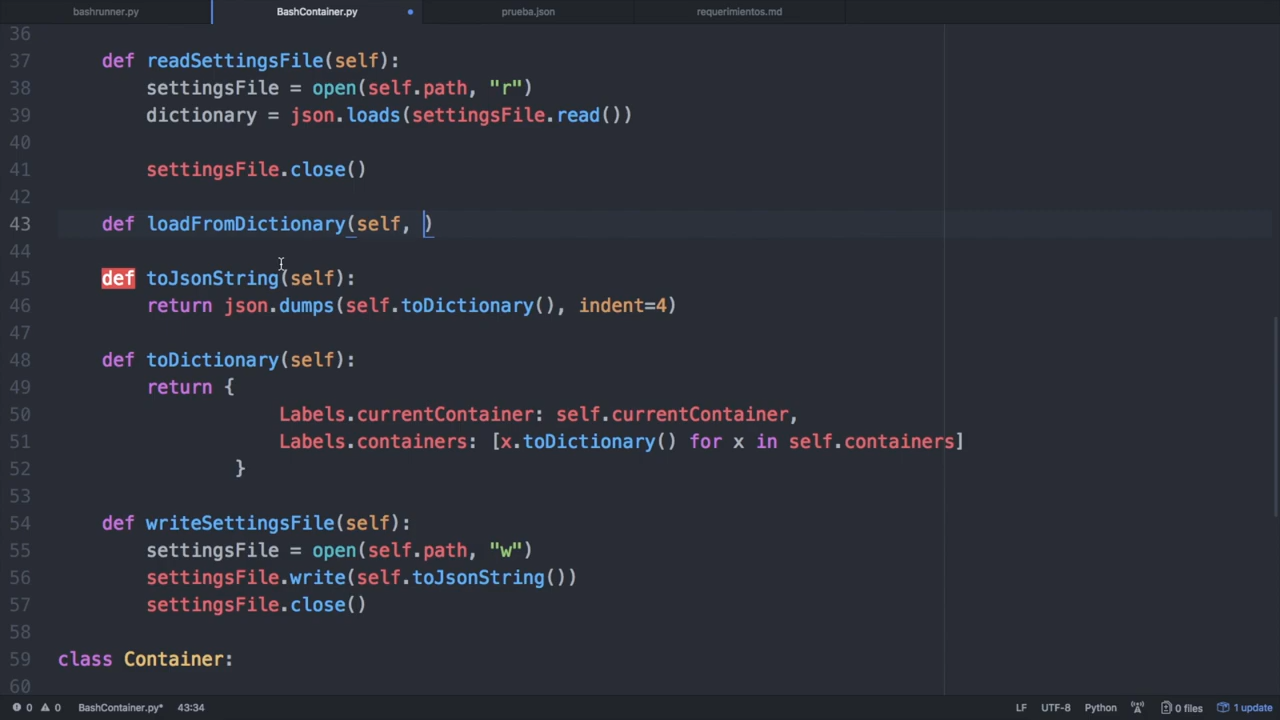 bashrunner.py BashContainer.py prueba.json requerimientos.md
36
37 def readSettingsFile(self):
38 settingsFile = open(self.path, "r")
39 dictionary = json.loads(settingsFile.read())
40
41 settingsFile.close()
42
43 def loadFromDictionary(self, )
44
45 def toJsonString(self):
46 return json.dumps(self.toDictionary(), indent=4)
47
48 def toDictionary(self):
49 return {
50 Labels.currentContainer: self.currentContainer,
51 Labels.containers: [x.toDictionary() for x in self.containers]
52 }
53
54 def writeSettingsFile(self):
55 settingsFile = open(self.path, "w")
56 settingsFile.write(self.toJsonString())
57 settingsFile.close()
58
59 class Container:
60
0 0 BashContainer.py* 43:34 LF UTF-8 Python 0 files 1 update